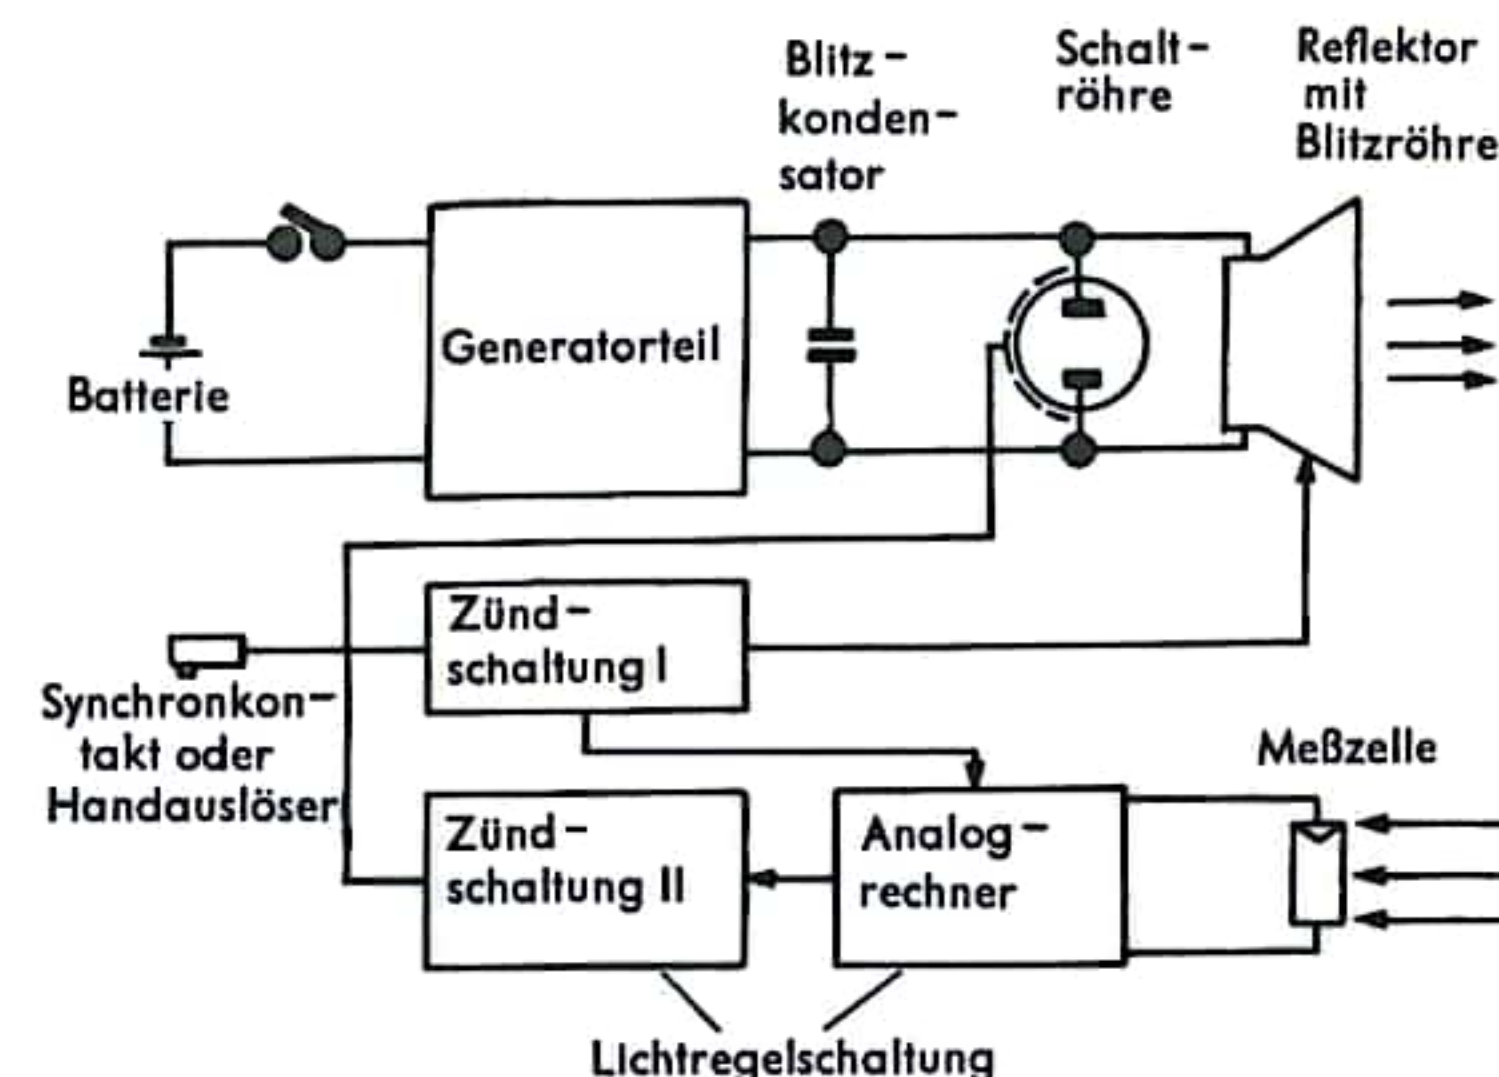 Blitz-
konden-
sator
Schalt-
röhre
Reflektor
mit
Blitzröhre
Generatorteil
Batterie
Zünd-
schaltung I
Synchronkon-
takt oder
Handauslöser
Meßzelle
Zünd-
schaltung II
Analog-
rechner
Lichtregelschaltung